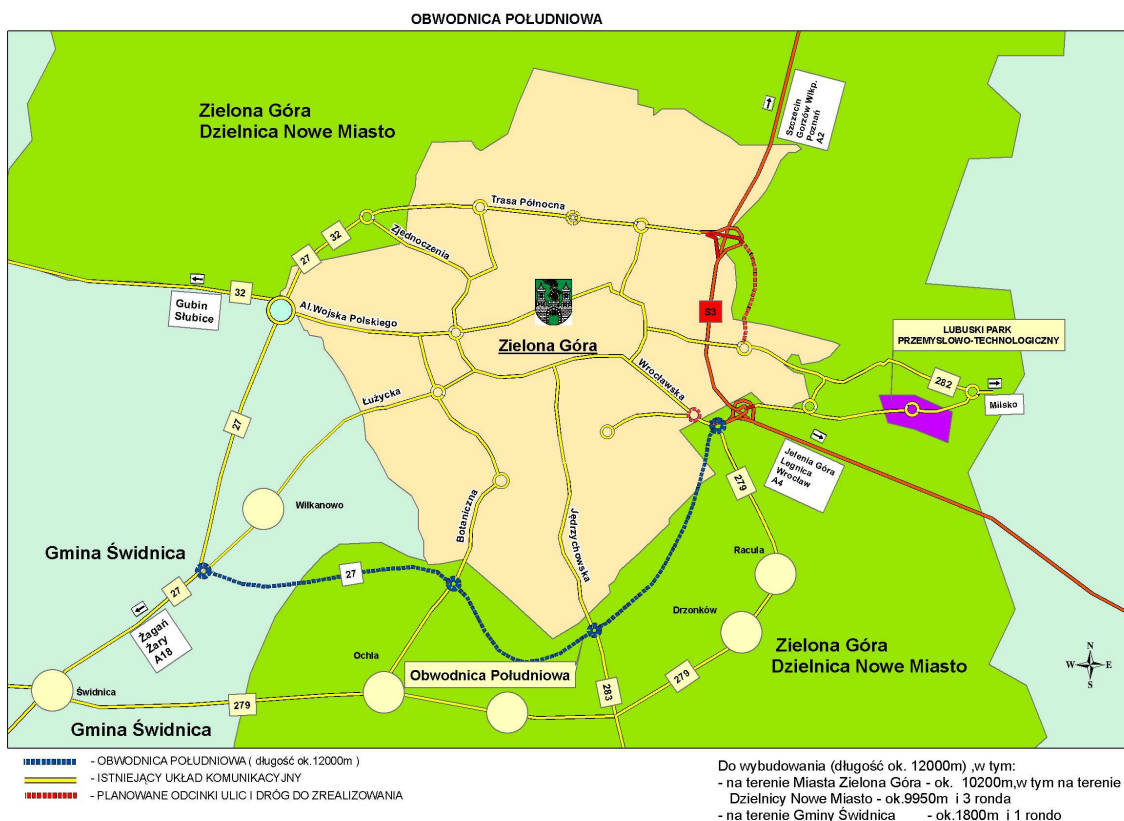 OBWODNICA POŁUDNIOWA
Zielona Góra
Dzielnica Nowe Miasto
Szczecin
Gorzów Wlkp.
Poznań
A2
Trasa Północna
Zjednoczenia
32
27
32
Gubin
Słubice
Al.Wojska Polskiego
Zielona Góra
S3
LUBUSKI PARK
PRZEMYSŁOWO-TECHNOLOGICZNY
Wrocławska
282
Milsko
Łużycka
27
Jelenia Góra
Legnica
Wrocław
A4
279
Wilkanowo
Botaniczna
Jędrzychowska
Gmina Świdnica
Racula
27
27
Żagań
Żary
A18
Drzonków
Zielona Góra
Dzielnica Nowe Miasto
Ochla
Obwodnica Południowa
N
W
E
S
Świdnica
279
283
279
Gmina Świdnica
- OBWODNICA POŁUDNIOWA ( długość ok.12000m )
- ISTNIEJĄCY UKŁAD KOMUNIKACYJNY
- PLANOWANE ODCINKI ULIC I DRÓG DO ZREALIZOWANIA
Do wybudowania (długość ok. 12000m) ,w tym:
- na terenie Miasta Zielona Góra - ok. 10200m,w tym na terenie
Dzielnicy Nowe Miasto - ok.9950m i 3 ronda
- na terenie Gminy Świdnica - ok.1800m i 1 rondo